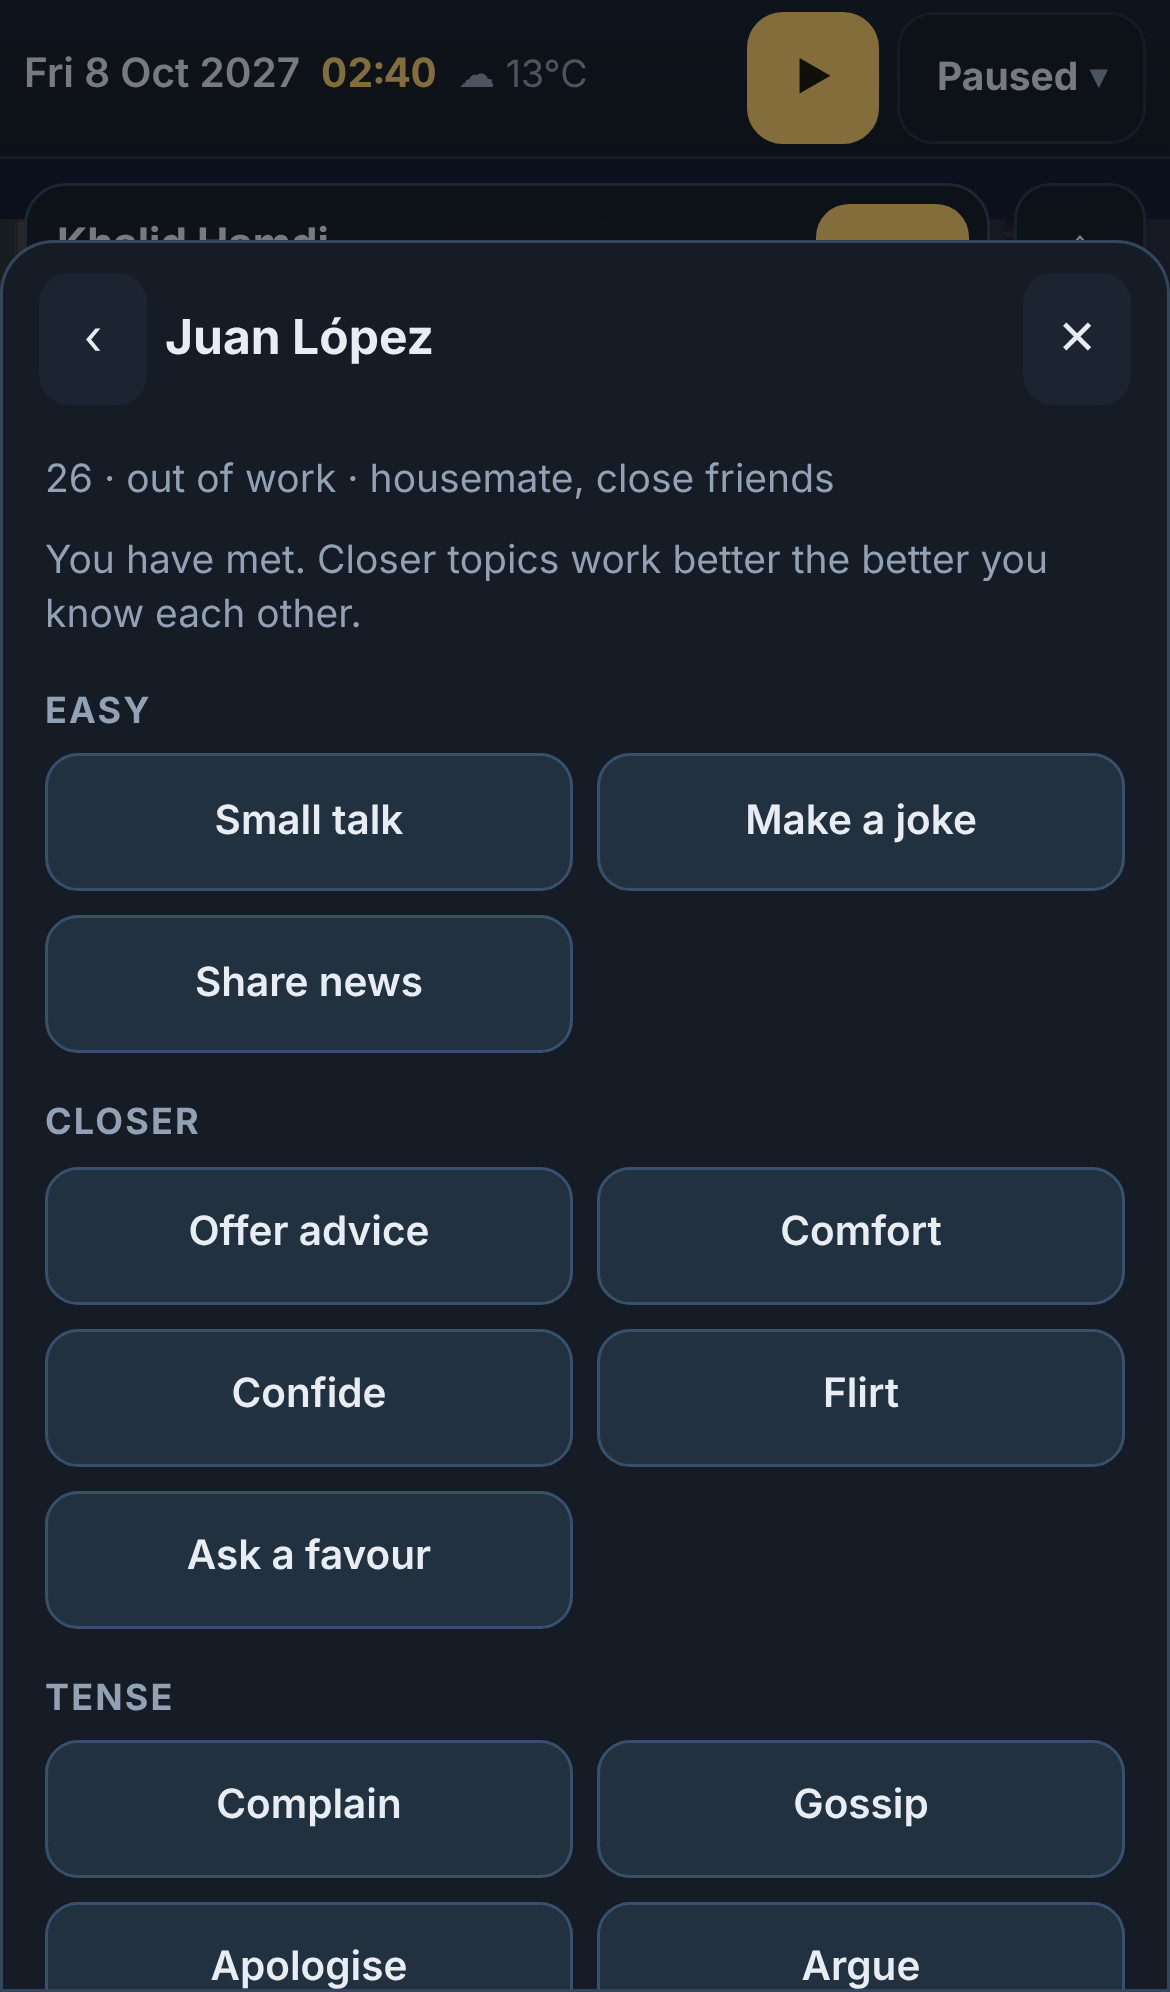 Fri 8 Oct 2027 02:40 ☁ 13°C
Paused ▾
Khalid Hamdi
Juan López
26 · out of work · housemate, close friends
You have met. Closer topics work better the better you
know each other.
EASY
Small talk
Make a joke
Share news
CLOSER
Offer advice
Comfort
Confide
Flirt
Ask a favour
TENSE
Complain
Gossip
Apologise
Argue